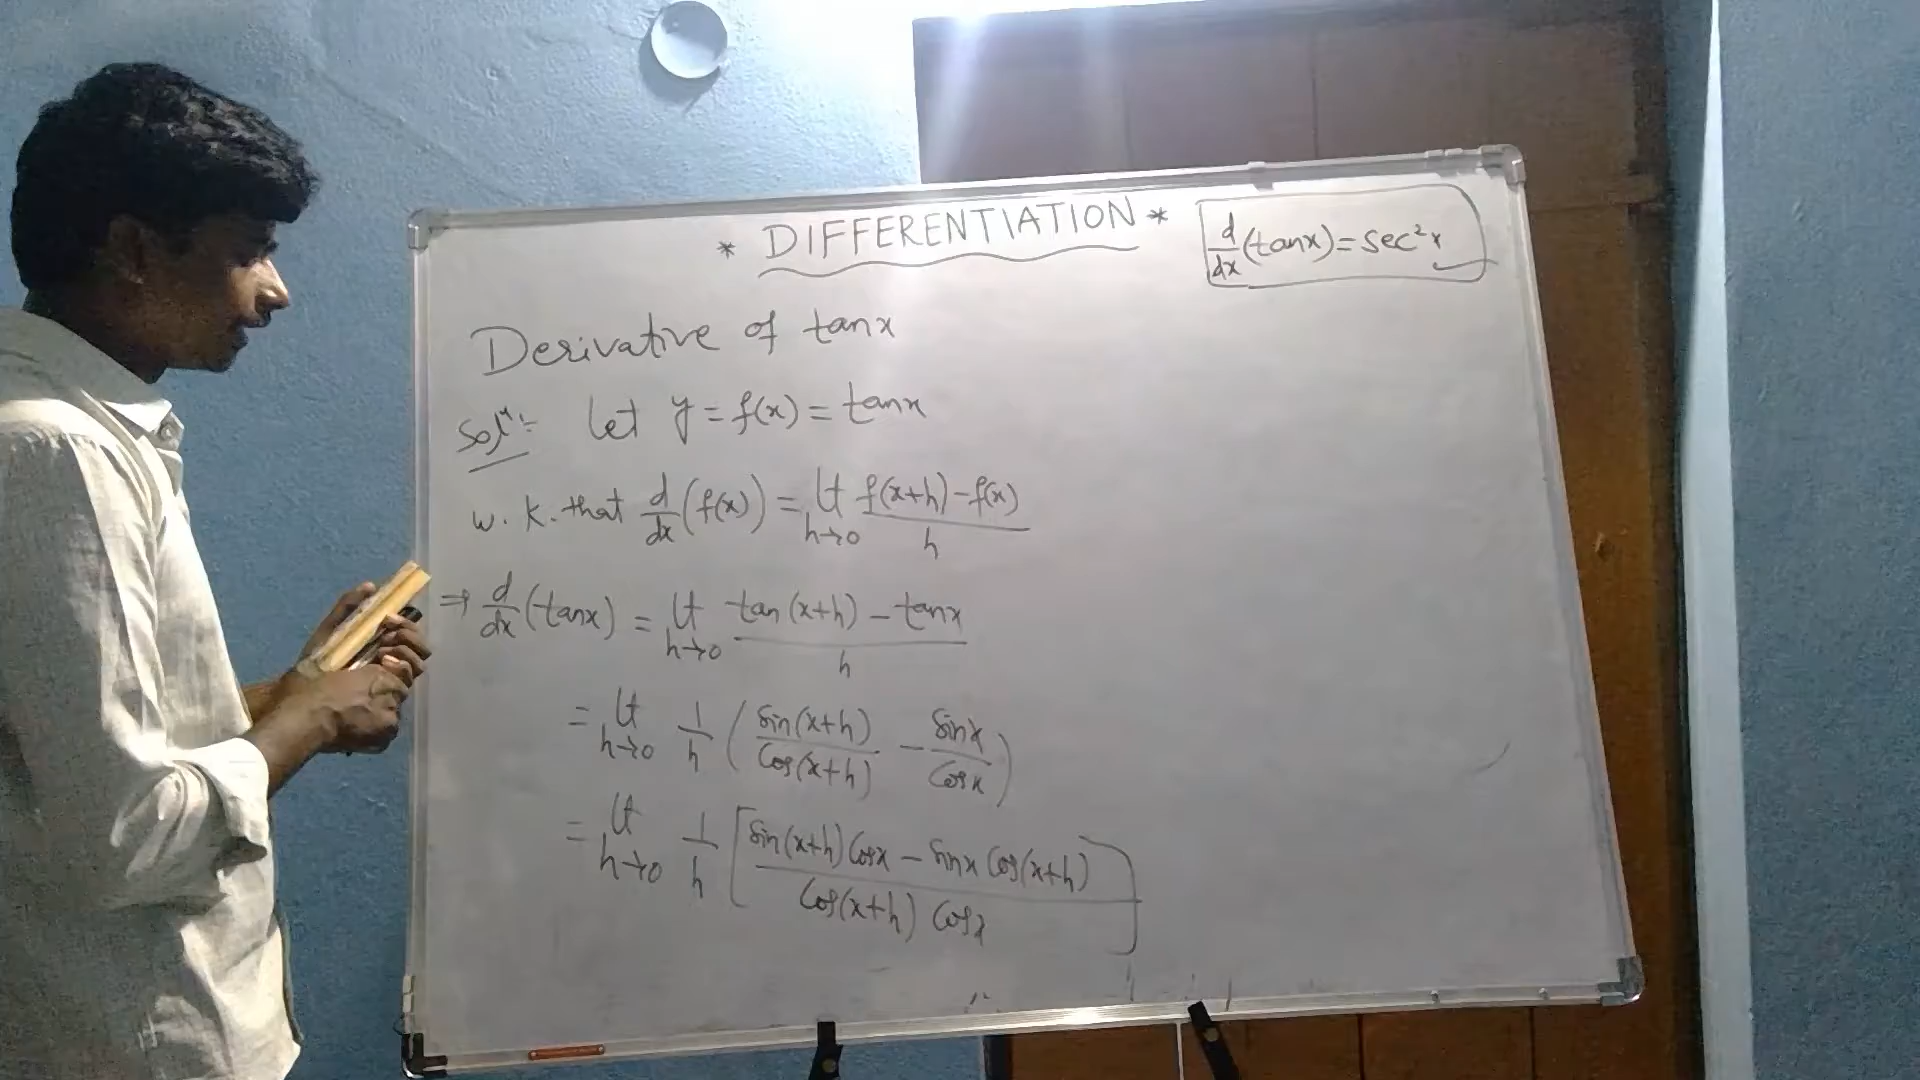 * DIFFERENTIATION *
d/dx (tanx) = sec²x
Derivative of tanx
Solⁿ:- let y = f(x) = tanx
w. k. that d/dx (f(x)) = lt h→0 f(x+h) - f(x) / h
⇒ d/dx (tanx) = lt h→0 tan(x+h) - tanx / h
= lt h→0 1/h ( sin(x+h) / cos(x+h) - sinx / cosx )
= lt h→0 1/h [ sin(x+h) cosx - sinx cos(x+h) / cos(x+h) cosx ]